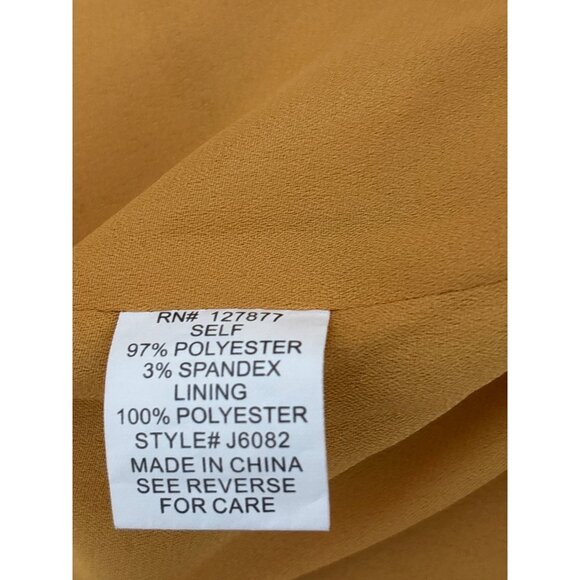 RN# 127877
SELF
97% POLYESTER
3% SPANDEX
LINING
100% POLYESTER
STYLE# J6082
MADE IN CHINA
SEE REVERSE
FOR CARE